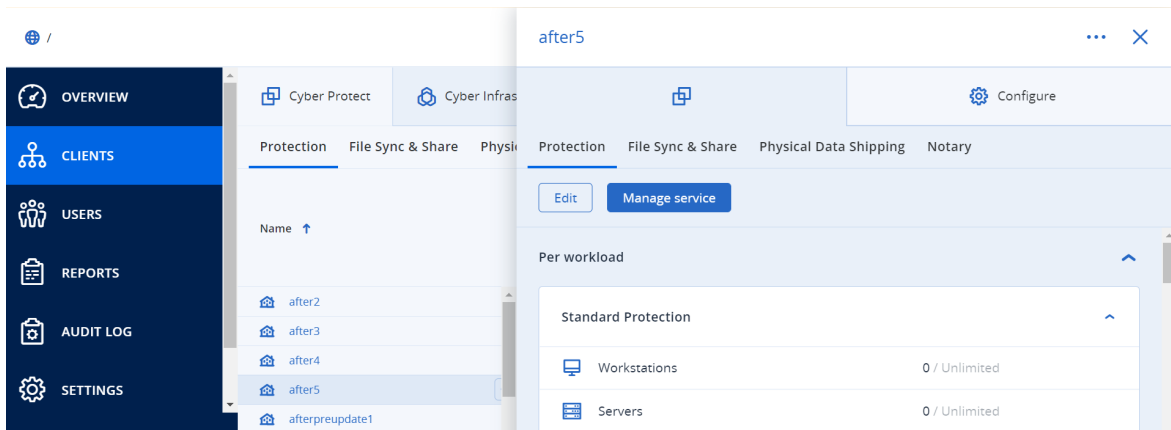 /
after5
OVERVIEW
CLIENTS
USERS
REPORTS
AUDIT LOG
SETTINGS
Cyber Protect
Cyber Infras
Protection File Sync & Share Physic
Name
after2
after3
after4
after5
afterpreupdate1
Configure
Protection File Sync & Share Physical Data Shipping Notary
Edit Manage service
Per workload
Standard Protection
Workstations 0 / Unlimited
Servers 0 / Unlimited